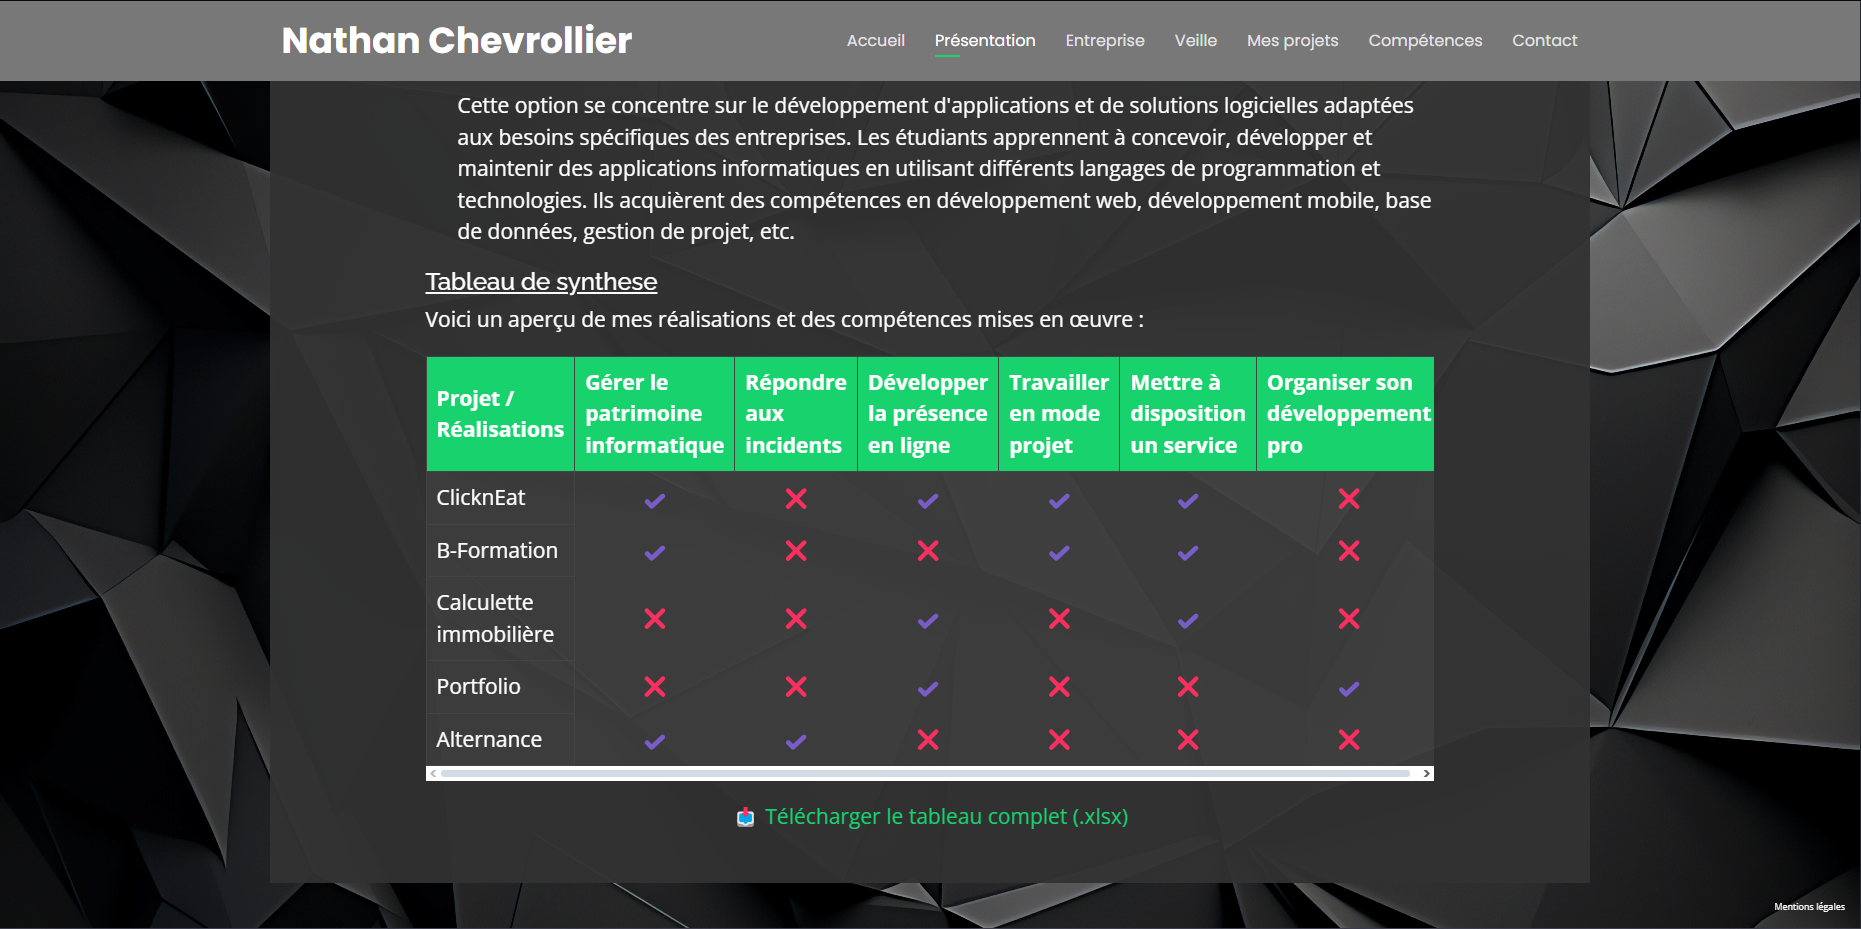 Nathan Chevrollier
Accueil Présentation Entreprise Veille Mes projets Compétences Contact
Cette option se concentre sur le développement d'applications et de solutions logicielles adaptées
aux besoins spécifiques des entreprises. Les étudiants apprennent à concevoir, développer et
maintenir des applications informatiques en utilisant différents langages de programmation et
technologies. Ils acquièrent des compétences en développement web, développement mobile, base
de données, gestion de projet, etc.
Tableau de synthese
Voici un aperçu de mes réalisations et des compétences mises en œuvre :
Projet /
Réalisations
Gérer le
patrimoine
informatique
Répondre
aux
incidents
Développer
la présence
en ligne
Travailler
en mode
projet
Mettre à
disposition
un service
Organiser son
développement
pro
ClicknEat
B-Formation
Calculette
immobilière
Portfolio
Alternance
Télécharger le tableau complet (.xlsx)
Mentions légales